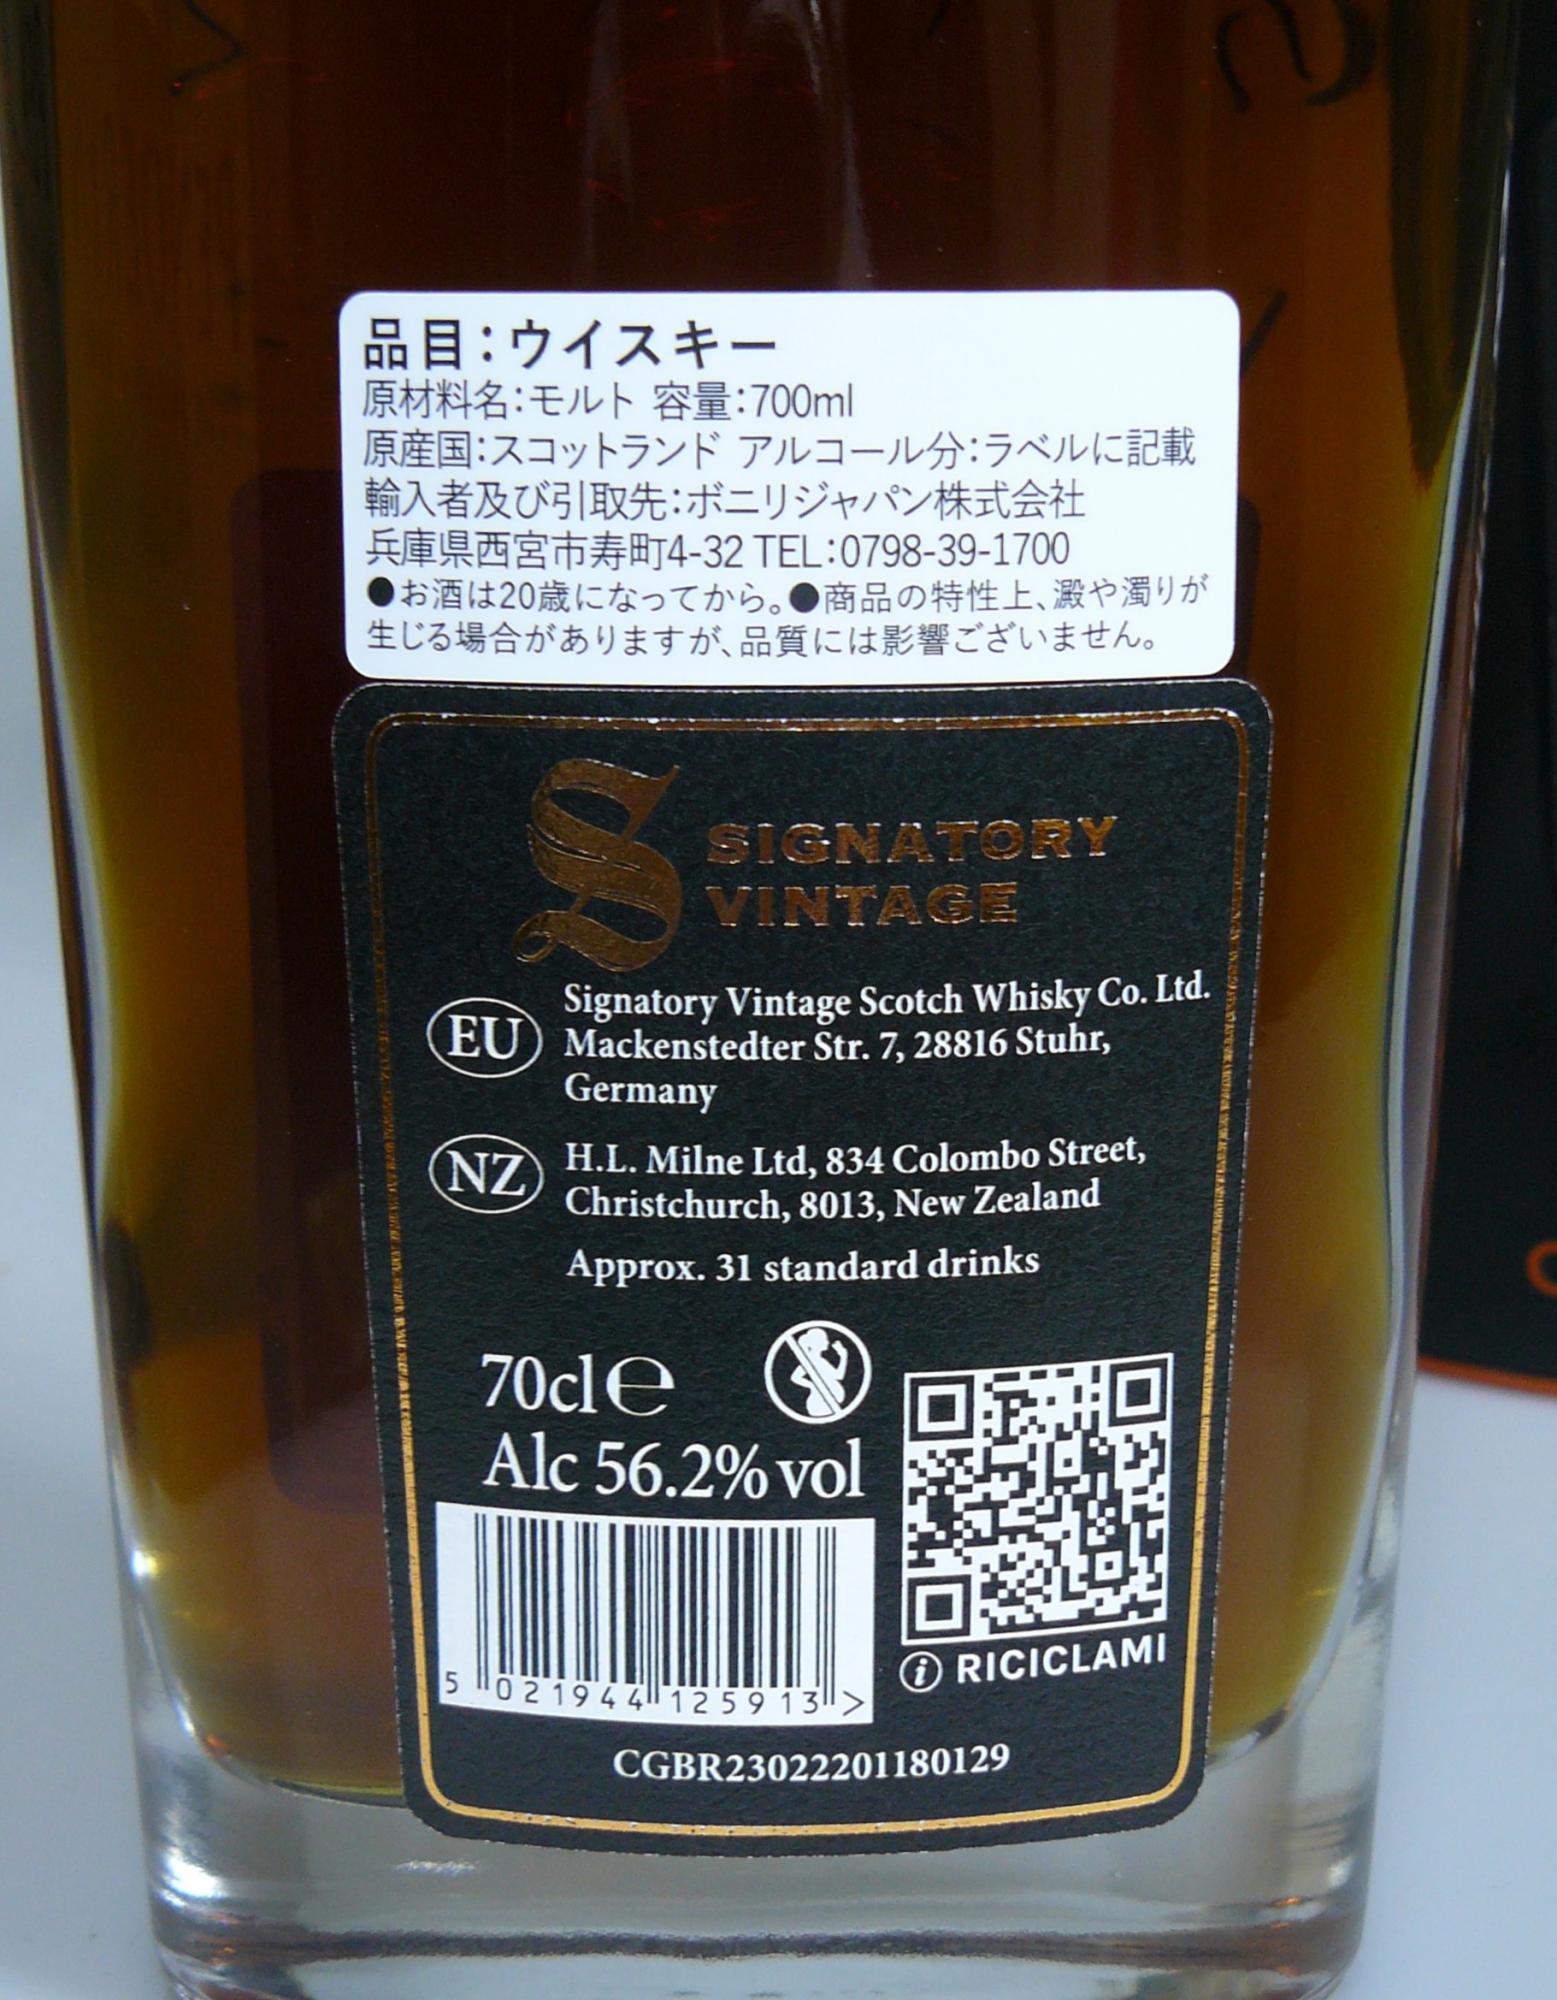 品目:ウイスキー
原材料名:モルト 容量:700ml
原産国:スコットランド アルコール分:ラベルに記載
輸入者及び引取先:ボニリジャパン株式会社
兵庫県西宮市寿町4-32 TEL:0798-39-1700
●お酒は20歳になってから。●商品の特性上、澱や濁りが
生じる場合がありますが、品質には影響ございません。
S SIGNATORY
VINTAGE
EU Signatory Vintage Scotch Whisky Co. Ltd.
Mackenstedter Str. 7, 28816 Stuhr,
Germany
NZ H.L. Milne Ltd, 834 Colombo Street,
Christchurch, 8013, New Zealand
Approx. 31 standard drinks
70cl℮
Alc 56.2% vol
5 021944 125913 >
i RICICLAMI
CGBR23022201180129